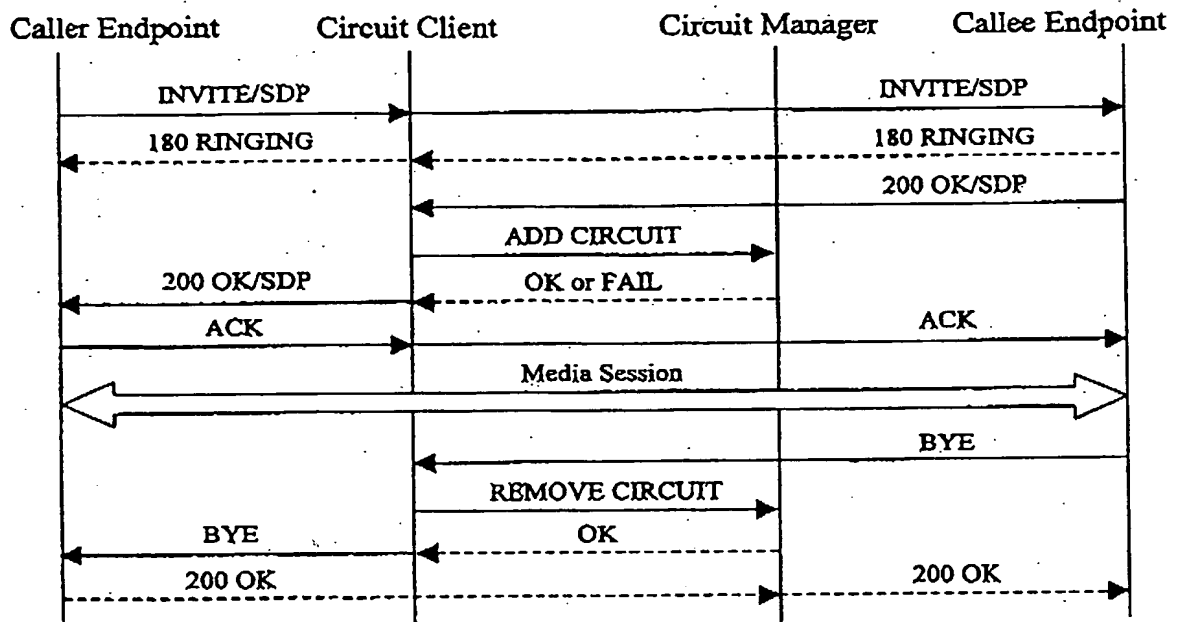 Caller Endpoint Circuit Client Circuit Manager Callee Endpoint
INVITE/SDP INVITE/SDP
180 RINGING 180 RINGING
200 OK/SDP
ADD CIRCUIT
200 OK/SDP OK or FAIL
ACK ACK
Media Session
BYE
REMOVE CIRCUIT
BYE OK
200 OK 200 OK